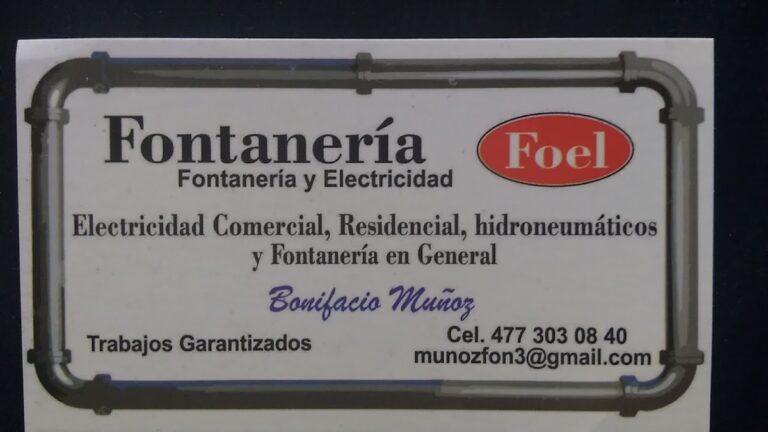 Fontanería
Foel
Fontanería y Electricidad
Electricidad Comercial, Residencial, hidroneumáticos
y Fontanería en General
Bonifacio Muñoz
Trabajos Garantizados
Cel. 477 303 08 40
munozfon3@gmail.com